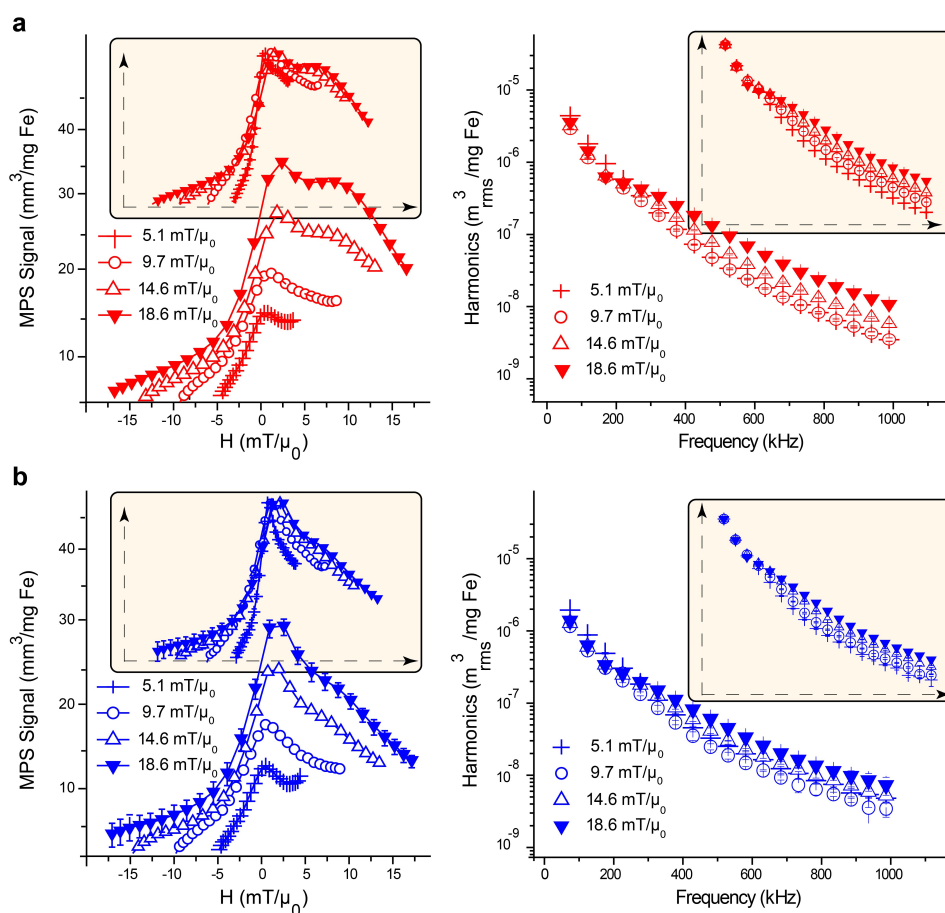 a
MPS Signal (mm³/mg Fe)
40
30
20
10
5.1 mT/μ₀
9.7 mT/μ₀
14.6 mT/μ₀
18.6 mT/μ₀
-15 -10 -5 0 5 10 15
H (mT/μ₀)
Harmonics (m³rms/mg Fe)
10⁻⁵
10⁻⁶
10⁻⁷
10⁻⁸
10⁻⁹
5.1 mT/μ₀
9.7 mT/μ₀
14.6 mT/μ₀
18.6 mT/μ₀
0 200 400 600 800 1000
Frequency (kHz)
b
MPS Signal (mm³/mg Fe)
40
30
20
10
5.1 mT/μ₀
9.7 mT/μ₀
14.6 mT/μ₀
18.6 mT/μ₀
-15 -10 -5 0 5 10 15
H (mT/μ₀)
Harmonics (m³rms/mg Fe)
10⁻⁵
10⁻⁶
10⁻⁷
10⁻⁸
10⁻⁹
5.1 mT/μ₀
9.7 mT/μ₀
14.6 mT/μ₀
18.6 mT/μ₀
0 200 400 600 800 1000
Frequency (kHz)